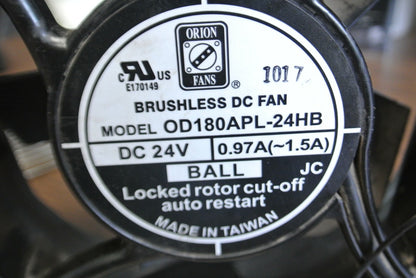 ORION
FANS
®
c RU US
E170149
1017
BRUSHLESS DC FAN
MODEL OD180APL-24HB
DC 24V 0.97A(~1.5A)
BALL JC
Locked rotor cut-off
auto restart
MADE IN TAIWAN